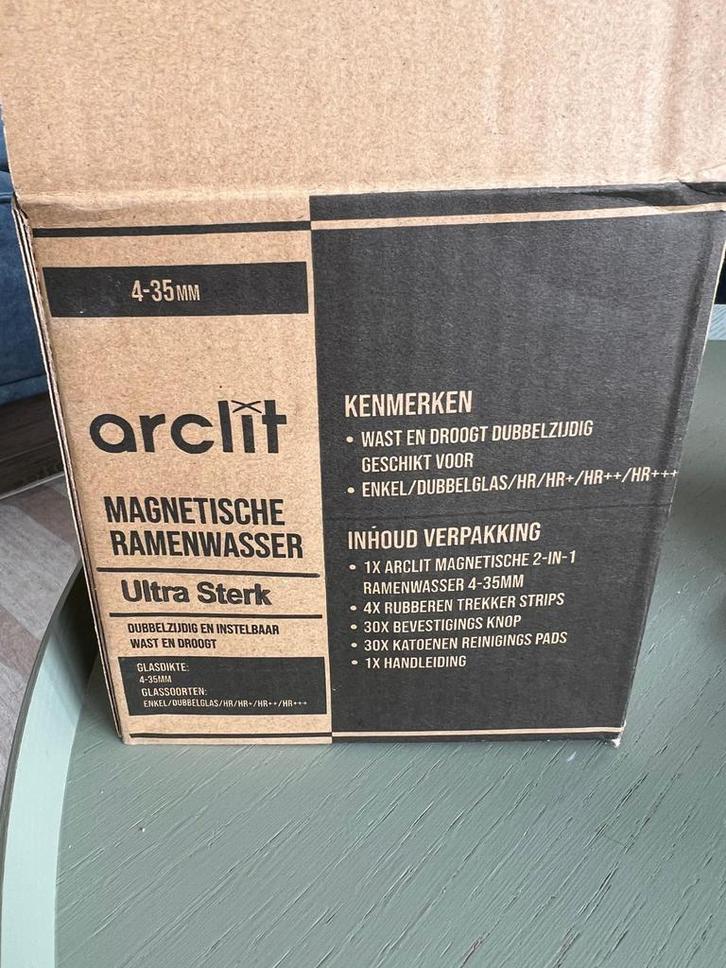 4-35MM
arclit
MAGNETISCHE
RAMENWASSER
Ultra Sterk
DUBBELZIJDIG EN INSTELBAAR
WAST EN DROOGT
GLASDIKTE:
4-35MM
GLASSOORTEN:
ENKEL/DUBBELGLAS/HR/HR+/HR++/HR+++
KENMERKEN
• WAST EN DROOGT DUBBELZIJDIG
GESCHIKT VOOR
• ENKEL/DUBBELGLAS/HR/HR+/HR++/HR+++
INHOUD VERPAKKING
• 1X ARCLIT MAGNETISCHE 2-IN-1
RAMENWASSER 4-35MM
• 4X RUBBEREN TREKKER STRIPS
• 30X BEVESTIGINGS KNOP
• 30X KATOENEN REINIGINGS PADS
• 1X HANDLEIDING